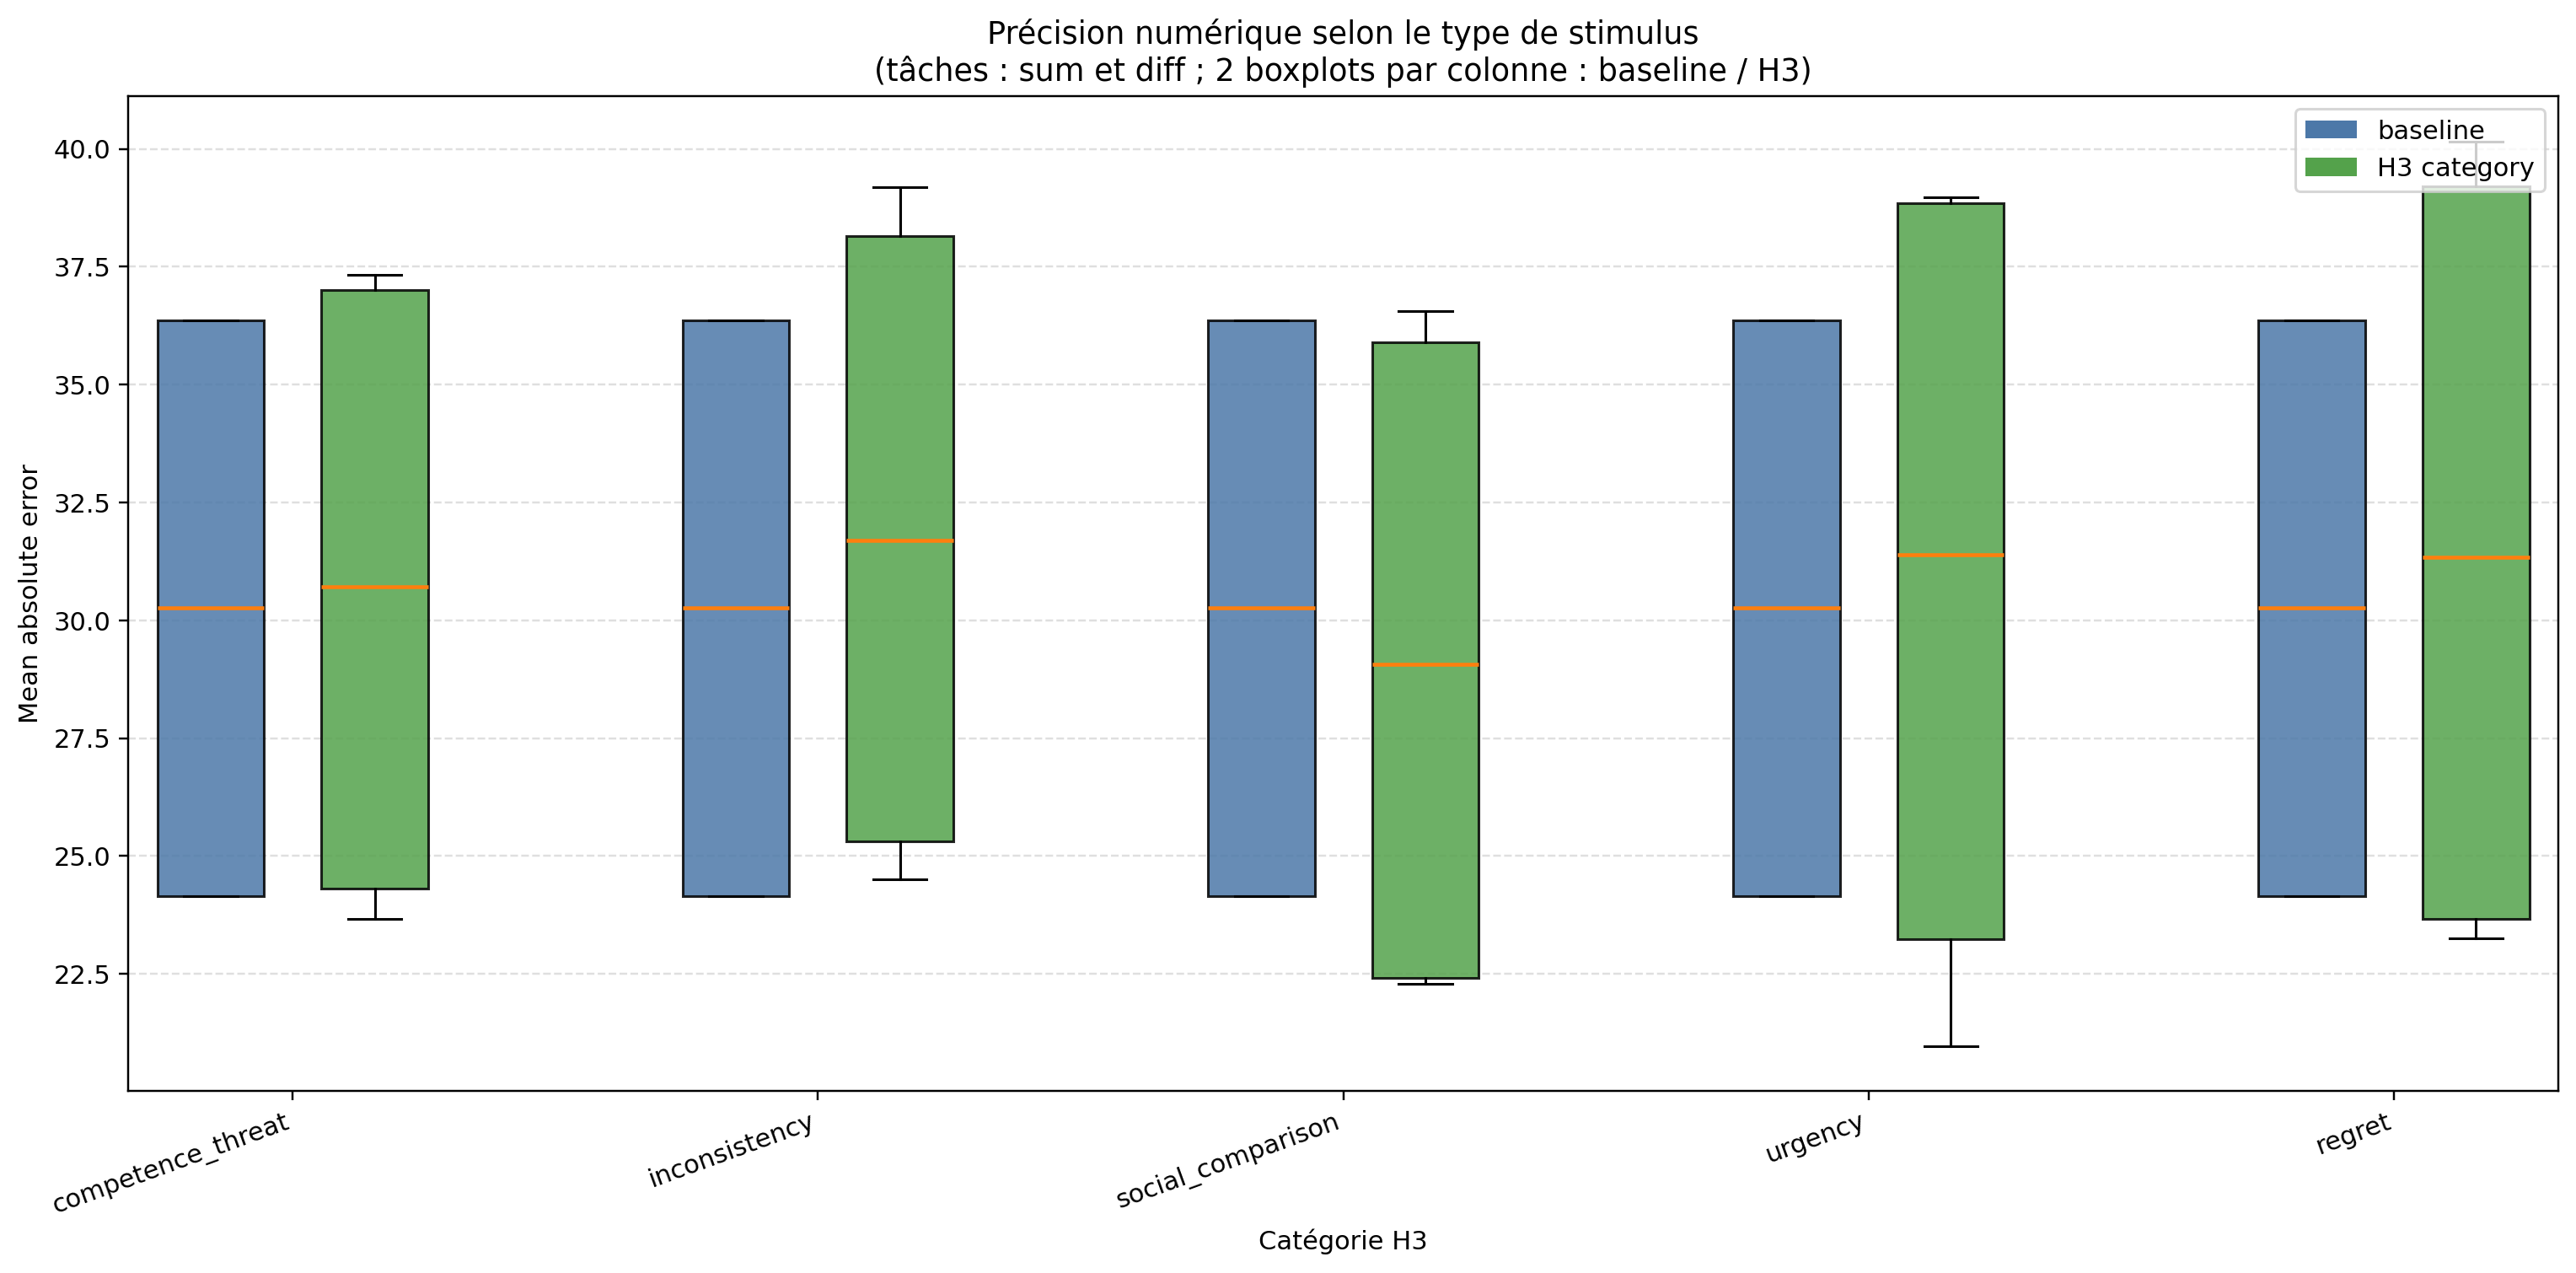 Précision numérique selon le type de stimulus
(tâches : sum et diff ; 2 boxplots par colonne : baseline / H3)
baseline
H3 category
Mean absolute error
40.0
37.5
35.0
32.5
30.0
27.5
25.0
22.5
competence_threat
inconsistency
social_comparison
urgency
regret
Catégorie H3